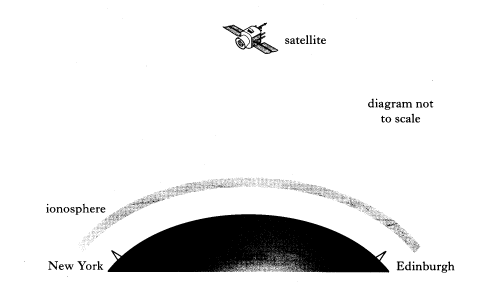 satellite
diagram not
to scale
ionosphere
New York
Edinburgh